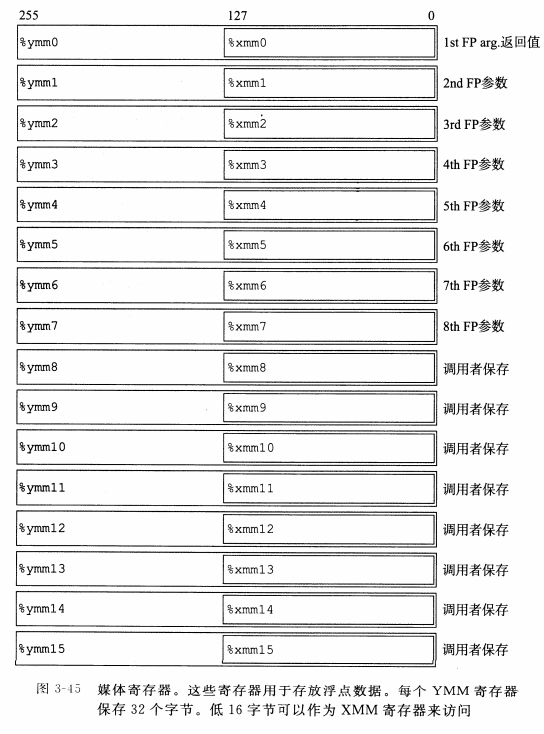 255 127 0
%ymm0 %xmm0 1st FP arg.返回值
%ymm1 %xmm1 2nd FP参数
%ymm2 %xmm2 3rd FP参数
%ymm3 %xmm3 4th FP参数
%ymm4 %xmm4 5th FP参数
%ymm5 %xmm5 6th FP参数
%ymm6 %xmm6 7th FP参数
%ymm7 %xmm7 8th FP参数
%ymm8 %xmm8 调用者保存
%ymm9 %xmm9 调用者保存
%ymm10 %xmm10 调用者保存
%ymm11 %xmm11 调用者保存
%ymm12 %xmm12 调用者保存
%ymm13 %xmm13 调用者保存
%ymm14 %xmm14 调用者保存
%ymm15 %xmm15 调用者保存
图 3-45 媒体寄存器。这些寄存器用于存放浮点数据。每个 YMM 寄存器
保存 32 个字节。低 16 字节可以作为 XMM 寄存器来访问